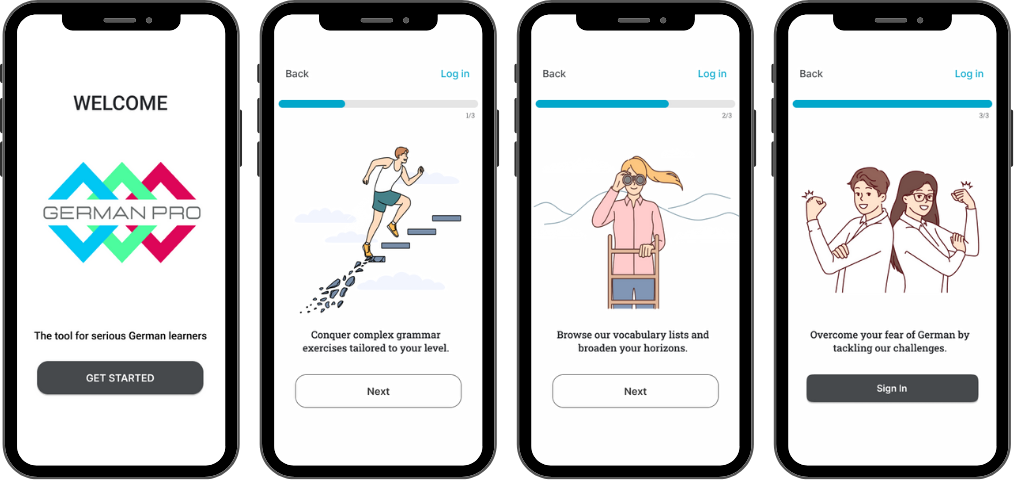 WELCOME
GERMAN PRO
The tool for serious German learners
GET STARTED
Back
Log in
1/3
Conquer complex grammar
exercises tailored to your level.
Next
Back
Log in
2/3
Browse our vocabulary lists and
broaden your horizons.
Next
Back
Log in
3/3
Overcome your fear of German by
tackling our challenges.
Sign In